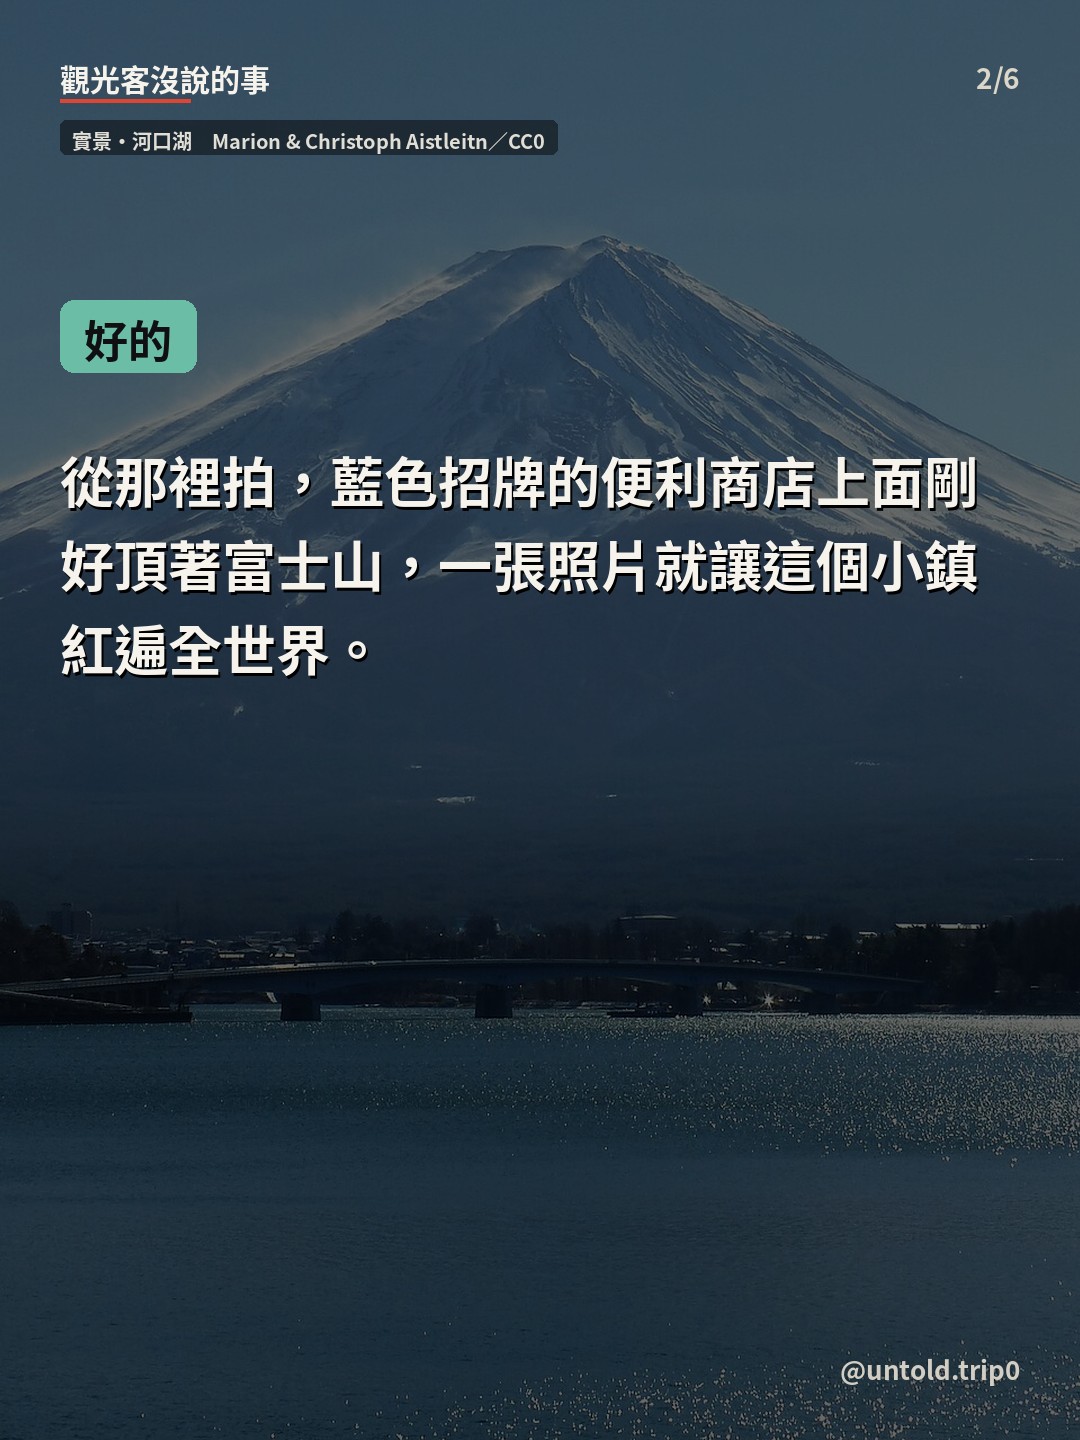 觀光客沒說的事
2/6
實景・河口湖　Marion & Christoph Aistleitn／CC0
好的
從那裡拍，藍色招牌的便利商店上面剛
好頂著富士山，一張照片就讓這個小鎮
紅遍全世界。
@untold.trip0